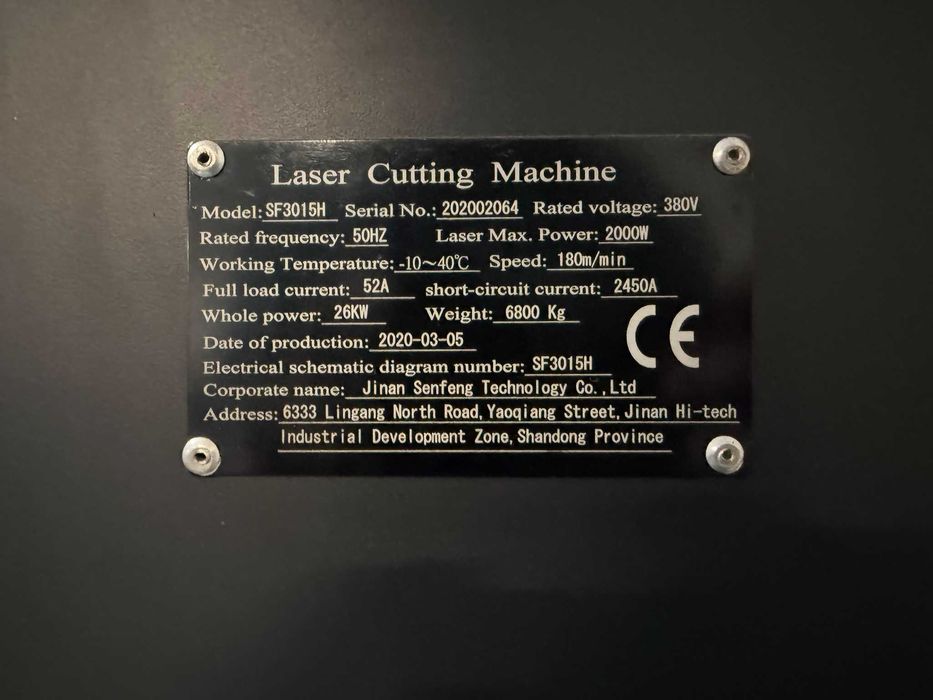 Laser Cutting Machine
Model: SF3015H Serial No.: 202002064 Rated voltage: 380V
Rated frequency: 50HZ Laser Max. Power: 2000W
Working Temperature: -10～40℃ Speed: 180m/min
Full load current: 52A short-circuit current: 2450A
Whole power: 26KW Weight: 6800 Kg
Date of production: 2020-03-05
CE
Electrical schematic diagram number: SF3015H
Corporate name: Jinan Senfeng Technology Co.,Ltd
Address: 6333 Lingang North Road,Yaoqiang Street,Jinan Hi-tech
Industrial Development Zone,Shandong Province